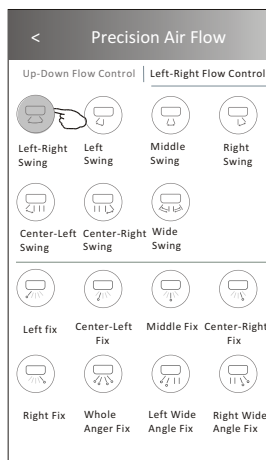 < Precision Air Flow
Up-Down Flow Control Left-Right Flow Control
Left-Right Left Middle Right
Swing Swing Swing Swing
Center-Left Center-Right Wide
Swing Swing Swing
Left fix Center-Left Middle Fix Center-Right
Fix Fix
Right Fix Whole Left Wide Right Wide
Anger Fix Angle Fix Angle Fix